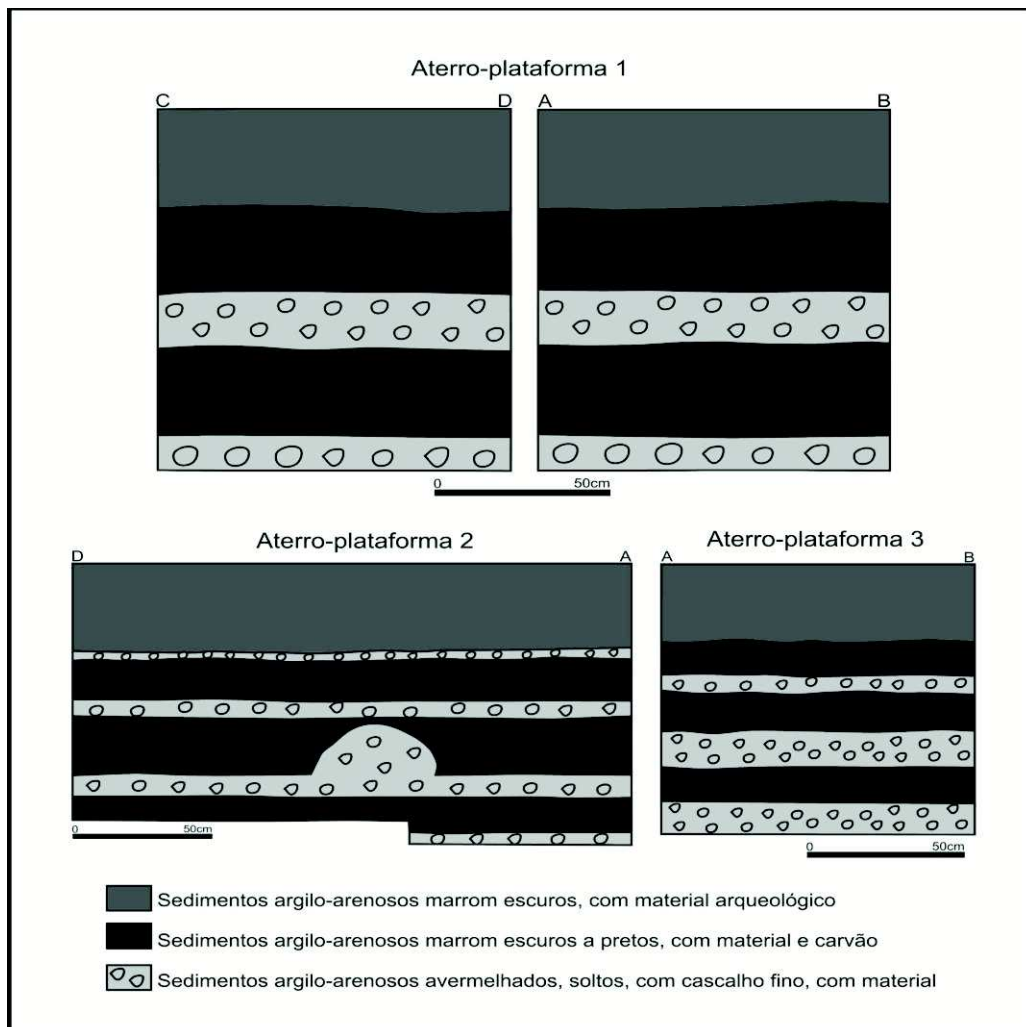 Aterro-plataforma 1
C D A B
0 50cm
Aterro-plataforma 2
D A
0 50cm
Aterro-plataforma 3
A B
0 50cm
Sedimentos argilo-arenosos marrom escuros, com material arqueológico
Sedimentos argilo-arenosos marrom escuros a pretos, com material e carvão
Sedimentos argilo-arenosos avermelhados, soltos, com cascalho fino, com material